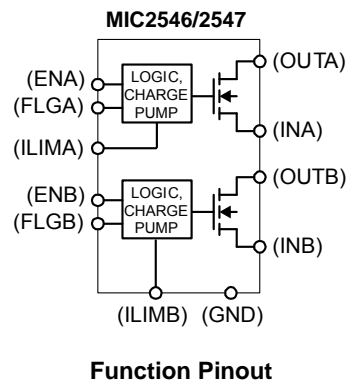 MIC2546/2547
(OUTA)
(ENA)
LOGIC,
CHARGE
PUMP
(FLGA)
(INA)
(ILIMA)
(OUTB)
(ENB)
LOGIC,
CHARGE
PUMP
(FLGB)
(INB)
(ILIMB) (GND)
Function Pinout